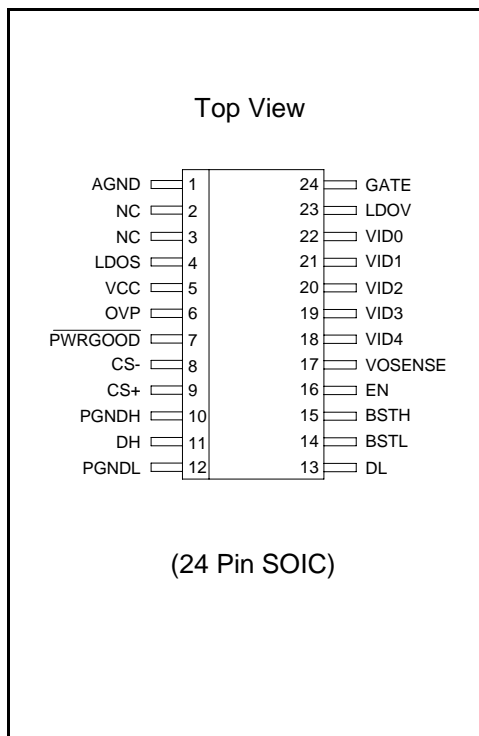 Top View
AGND 1 24 GATE
NC 2 23 LDOV
NC 3 22 VID0
LDOS 4 21 VID1
VCC 5 20 VID2
OVP 6 19 VID3
PWRGOOD 7 18 VID4
CS- 8 17 VOSENSE
CS+ 9 16 EN
PGNDH 10 15 BSTH
DH 11 14 BSTL
PGNDL 12 13 DL
(24 Pin SOIC)